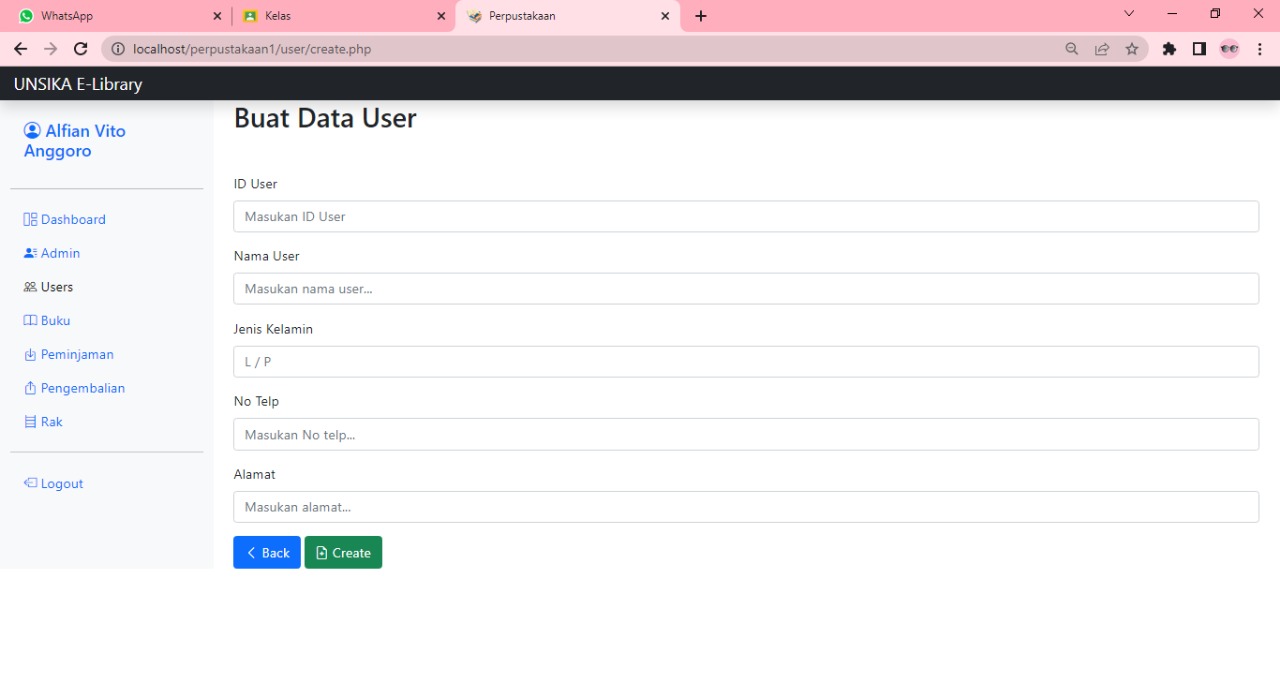 WhatsApp
Kelas
Perpustakaan
localhost/perpustakaan1/user/create.php
UNSIKA E-Library
Alfian Vito
Anggoro
Dashboard
Admin
Users
Buku
Peminjaman
Pengembalian
Rak
Logout
Buat Data User
ID User
Masukan ID User
Nama User
Masukan nama user...
Jenis Kelamin
L / P
No Telp
Masukan No telp...
Alamat
Masukan alamat...
Back Create